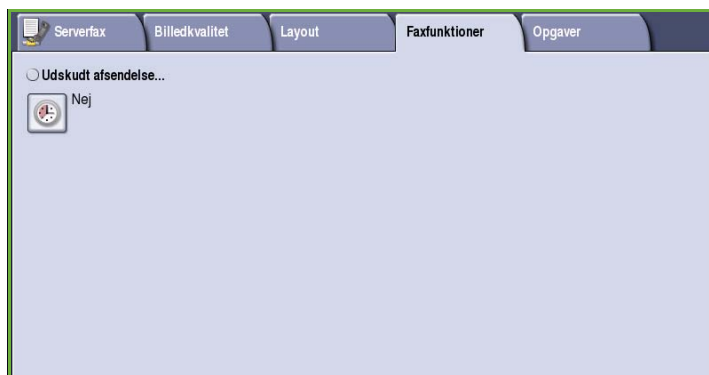 Serverfax Billedkvalitet Layout Faxfunktioner Opgaver
Udskudt afsendelse...
Nej